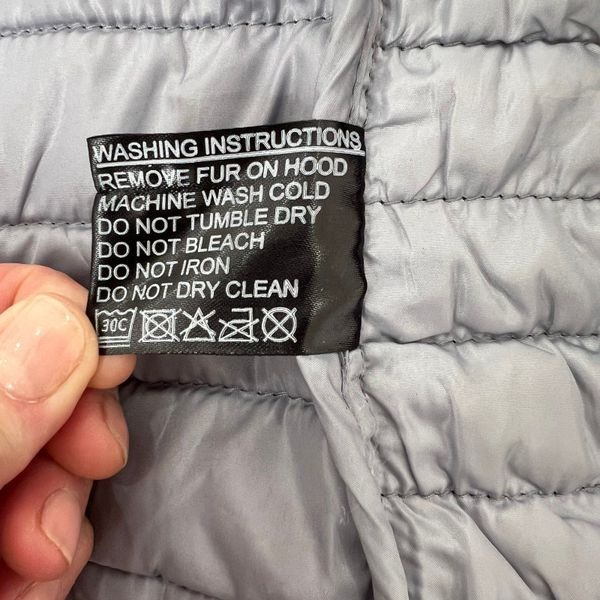 WASHING INSTRUCTIONS
REMOVE FUR ON HOOD
MACHINE WASH COLD
DO NOT TUMBLE DRY
DO NOT BLEACH
DO NOT IRON
DO NOT DRY CLEAN
30C